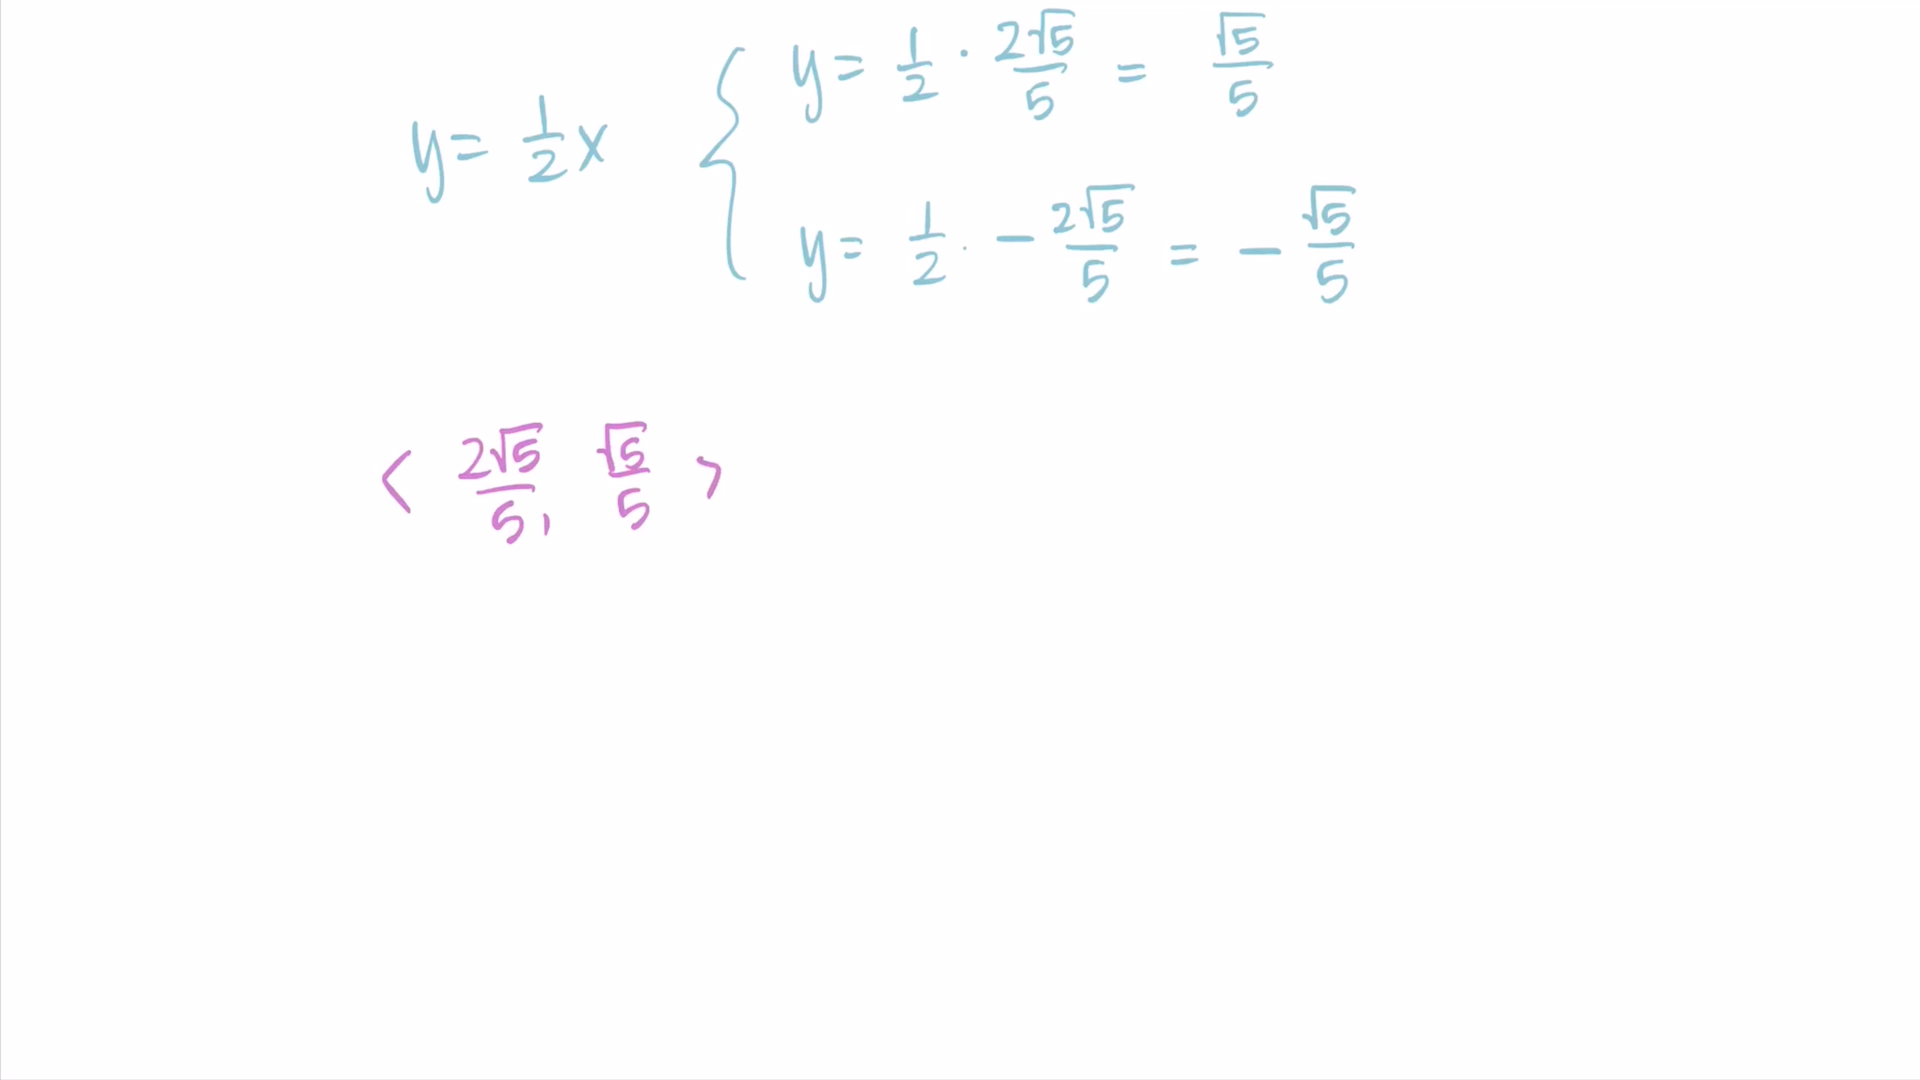 y = 1/2 · 2√5/5 = √5/5
y = 1/2 x
y = 1/2 · - 2√5/5 = - √5/5
< 2√5/5, √5/5 >